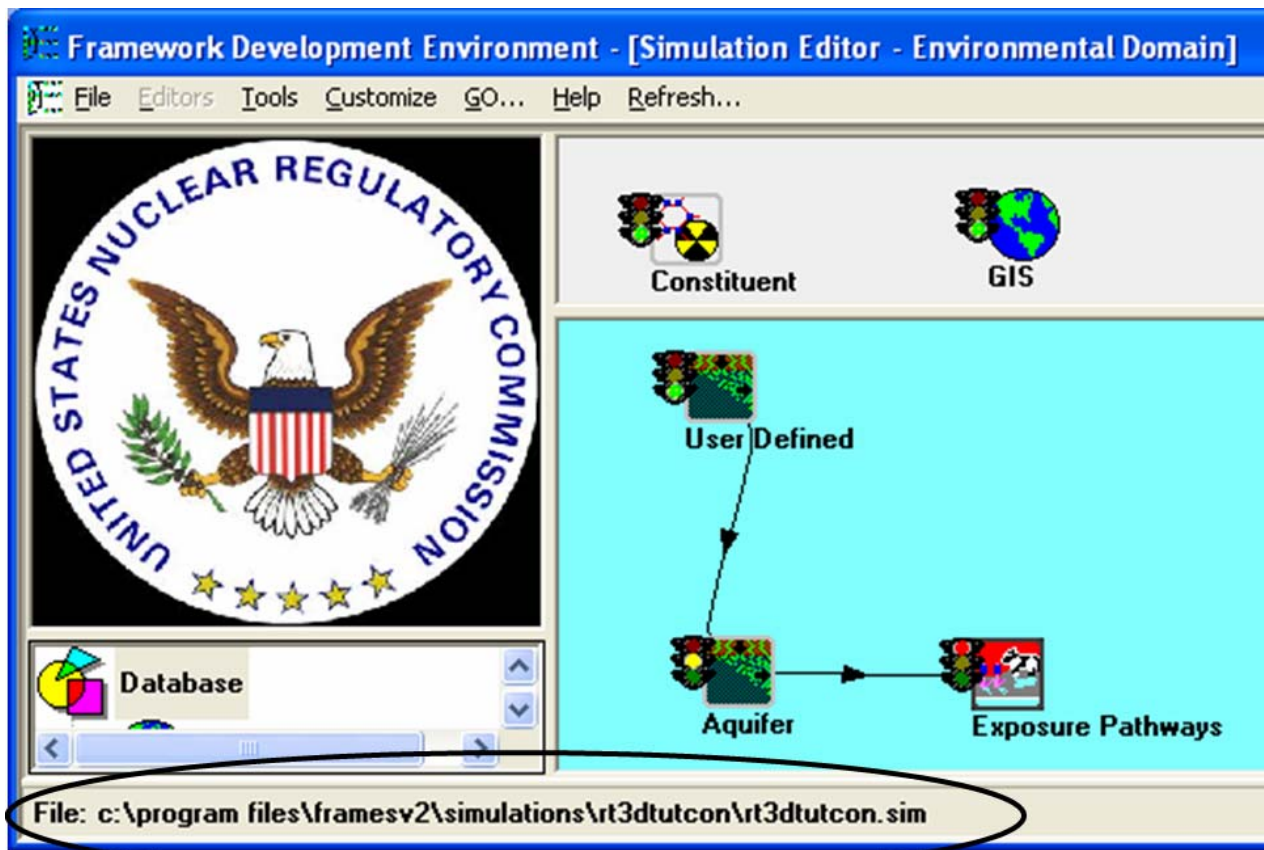 Framework Development Environment - [Simulation Editor - Environmental Domain]
File Editors Tools Customize GO... Help Refresh...
UNITED STATES NUCLEAR REGULATORY COMMISSION
Constituent
GIS
User Defined
Aquifer
Exposure Pathways
Database
File: c:\program files\framesv2\simulations\rt3dtutcon\rt3dtutcon.sim